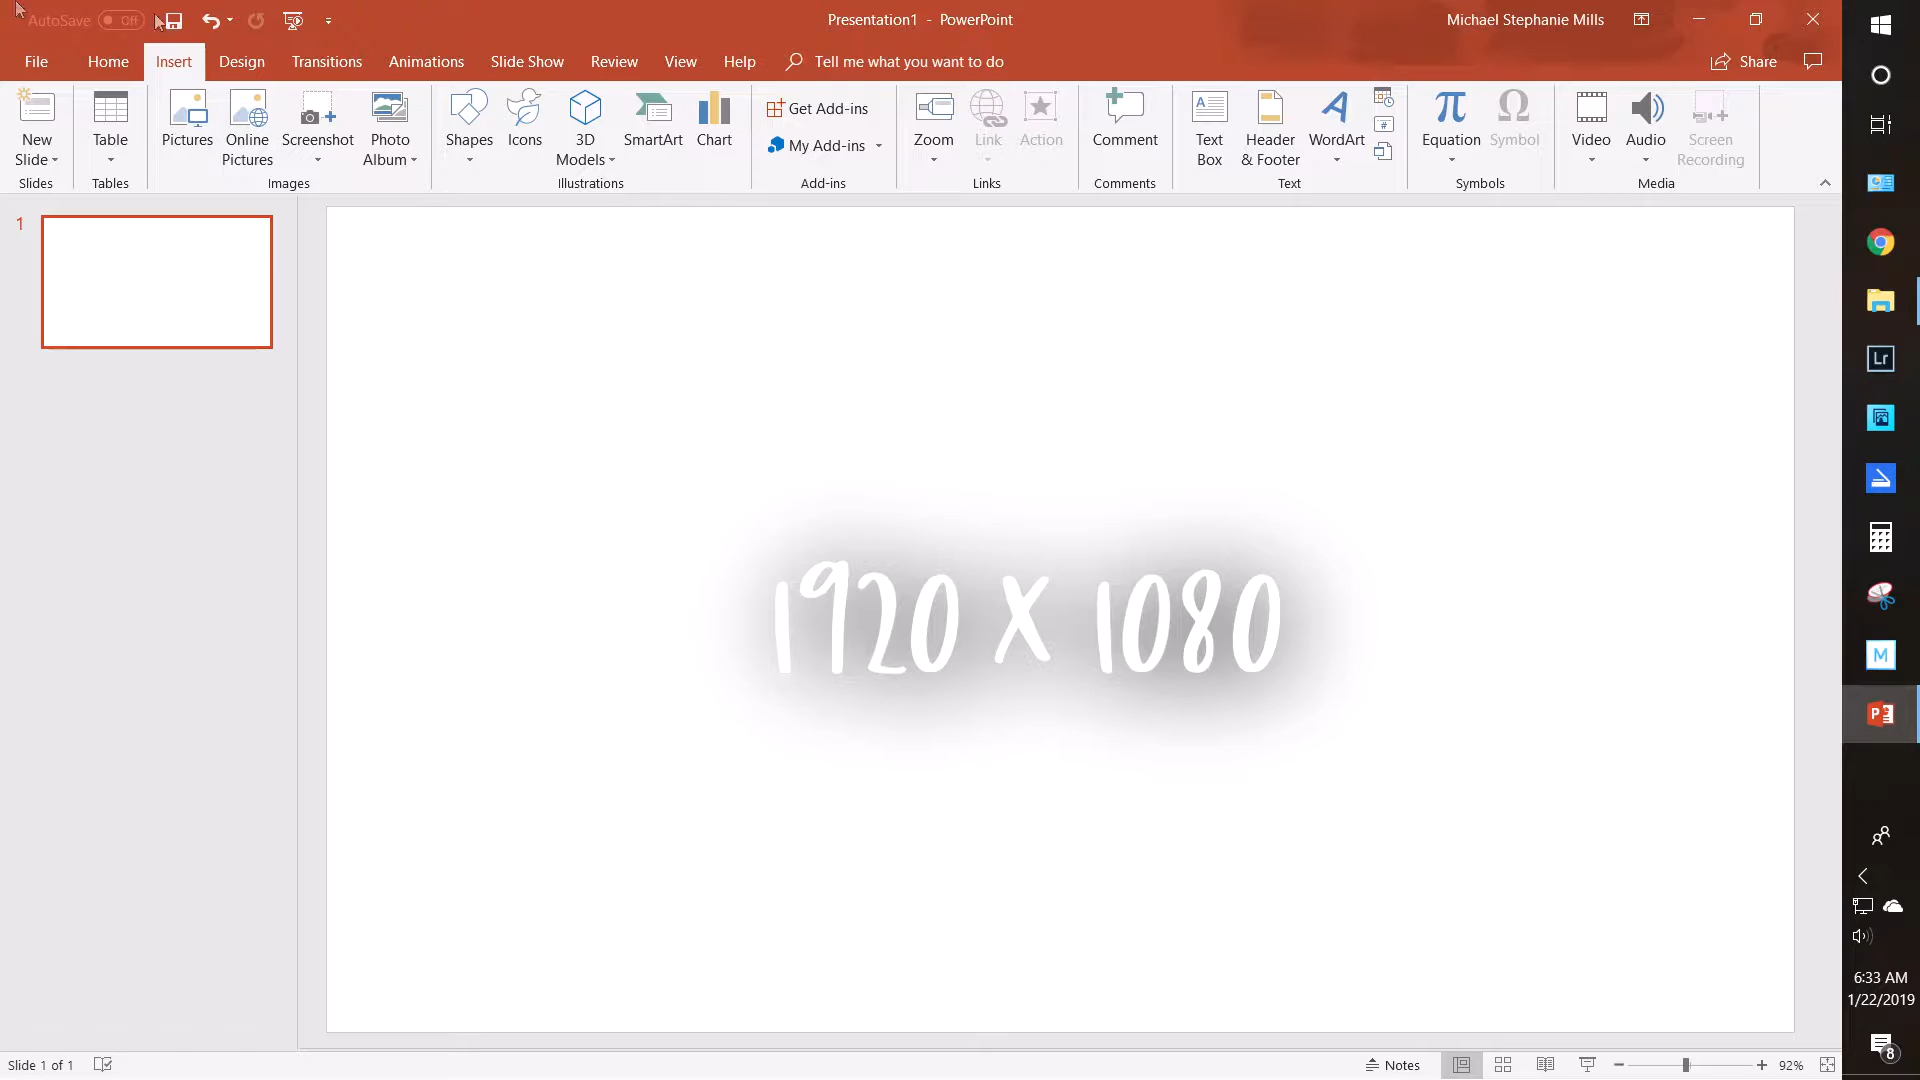 AutoSave Off
Presentation1 - PowerPoint
Michael Stephanie Mills
File Home Insert Design Transitions Animations Slide Show Review View Help Tell me what you want to do
Share
New Slide
Table
Pictures
Online Pictures
Screenshot
Photo Album
Shapes
Icons
3D Models
SmartArt
Chart
Get Add-ins
My Add-ins
Zoom
Link
Action
Comment
Text Box
Header & Footer
WordArt
Equation
Symbol
Video
Audio
Screen Recording
Slides Tables Images Illustrations Add-ins Links Comments Text Symbols Media
1
1920 X 1080
Lr
M
P
6:33 AM
1/22/2019
8
Slide 1 of 1
Notes
92%